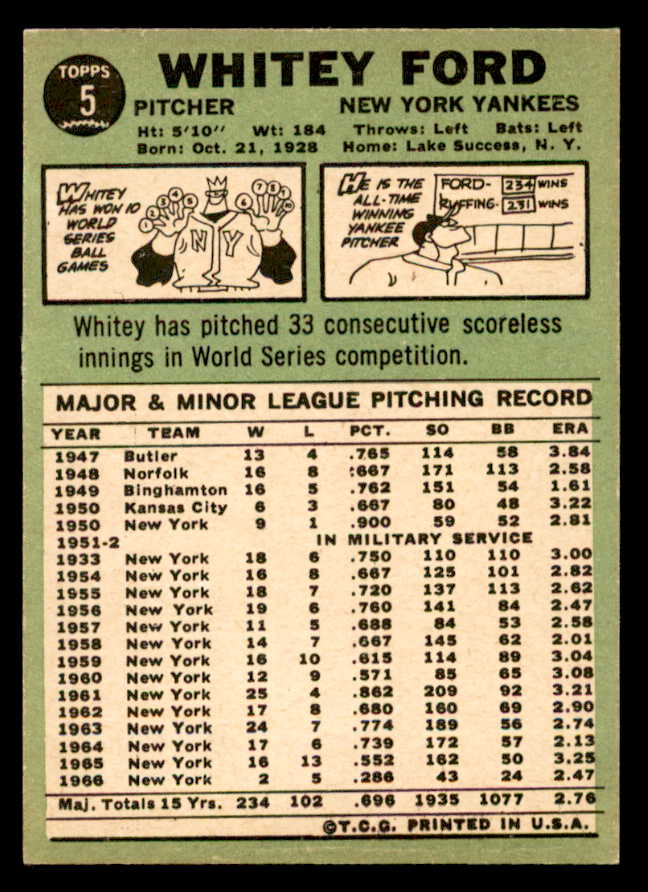 TOPPS
5
WHITEY FORD
PITCHER NEW YORK YANKEES
Ht: 5'10" Wt: 184 Throws: Left Bats: Left
Born: Oct. 21, 1928 Home: Lake Success, N. Y.
WHITEY
HAS WON 10
WORLD
SERIES
BALL
GAMES
1 2 3 4 5 6 7 8 9 10
N Y
HE IS THE
ALL-TIME
WINNING
YANKEE
PITCHER
FORD- 234 WINS
RUFFING- 231 WINS
Whitey has pitched 33 consecutive scoreless
innings in World Series competition.
MAJOR & MINOR LEAGUE PITCHING RECORD
YEAR TEAM W L PCT. SO BB ERA
1947 Butler 13 4 .765 114 58 3.84
1948 Norfolk 16 8 .667 171 113 2.58
1949 Binghamton 16 5 .762 151 54 1.61
1950 Kansas City 6 3 .667 80 48 3.22
1950 New York 9 1 .900 59 52 2.81
1951-2 IN MILITARY SERVICE
1933 New York 18 6 .750 110 110 3.00
1954 New York 16 8 .667 125 101 2.82
1955 New York 18 7 .720 137 113 2.62
1956 New York 19 6 .760 141 84 2.47
1957 New York 11 5 .688 84 53 2.58
1958 New York 14 7 .667 145 62 2.01
1959 New York 16 10 .615 114 89 3.04
1960 New York 12 9 .571 85 65 3.08
1961 New York 25 4 .862 209 92 3.21
1962 New York 17 8 .680 160 69 2.90
1963 New York 24 7 .774 189 56 2.74
1964 New York 17 6 .739 172 57 2.13
1965 New York 16 13 .552 162 50 3.25
1966 New York 2 5 .286 43 24 2.47
Maj. Totals 15 Yrs. 234 102 .696 1935 1077 2.76
©T.C.G. PRINTED IN U.S.A.